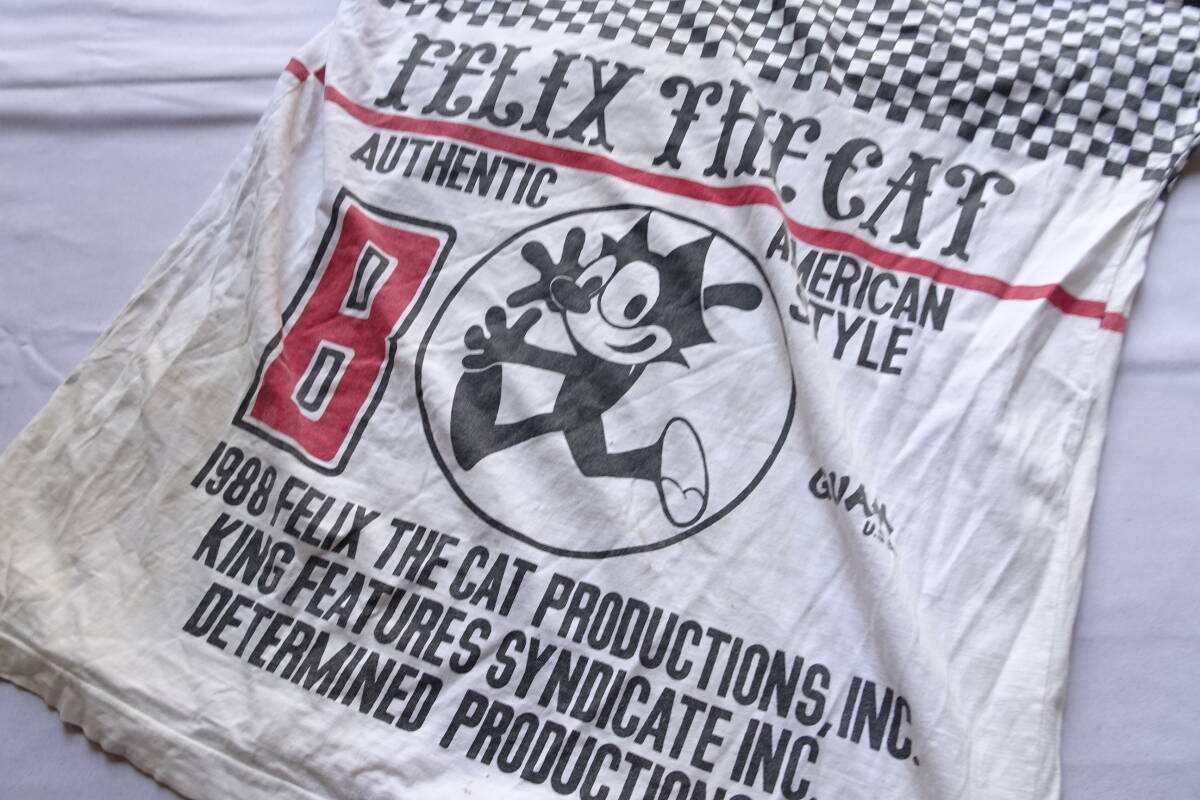 FELIX THE CAT
AUTHENTIC
8
AMERICAN
STYLE
GUAM
1988 FELIX THE CAT PRODUCTIONS, INC.
KING FEATURES SYNDICATE INC.
DETERMINED PRODUCTIONS